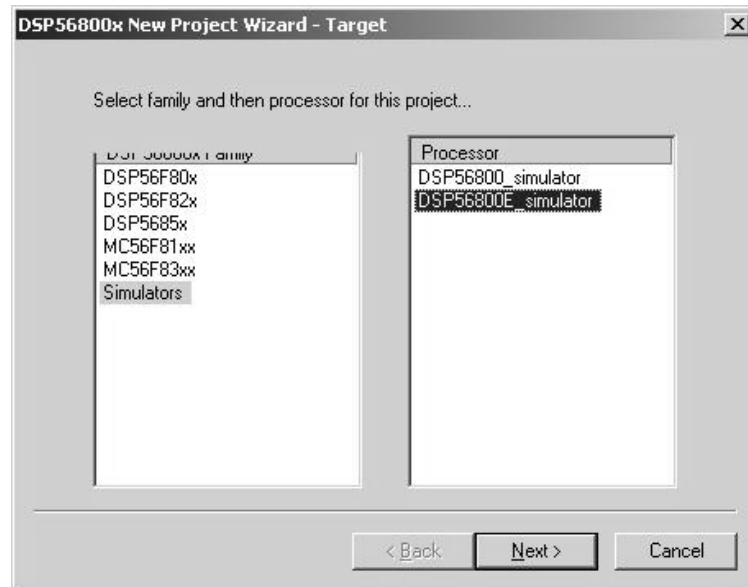 DSP56800x New Project Wizard - Target
Select family and then processor for this project...
Family
DSP56F80x
DSP56F82x
DSP5685x
MC56F81xx
MC56F83xx
Simulators
Processor
DSP56800_simulator
DSP56800E_simulator
< Back
Next >
Cancel